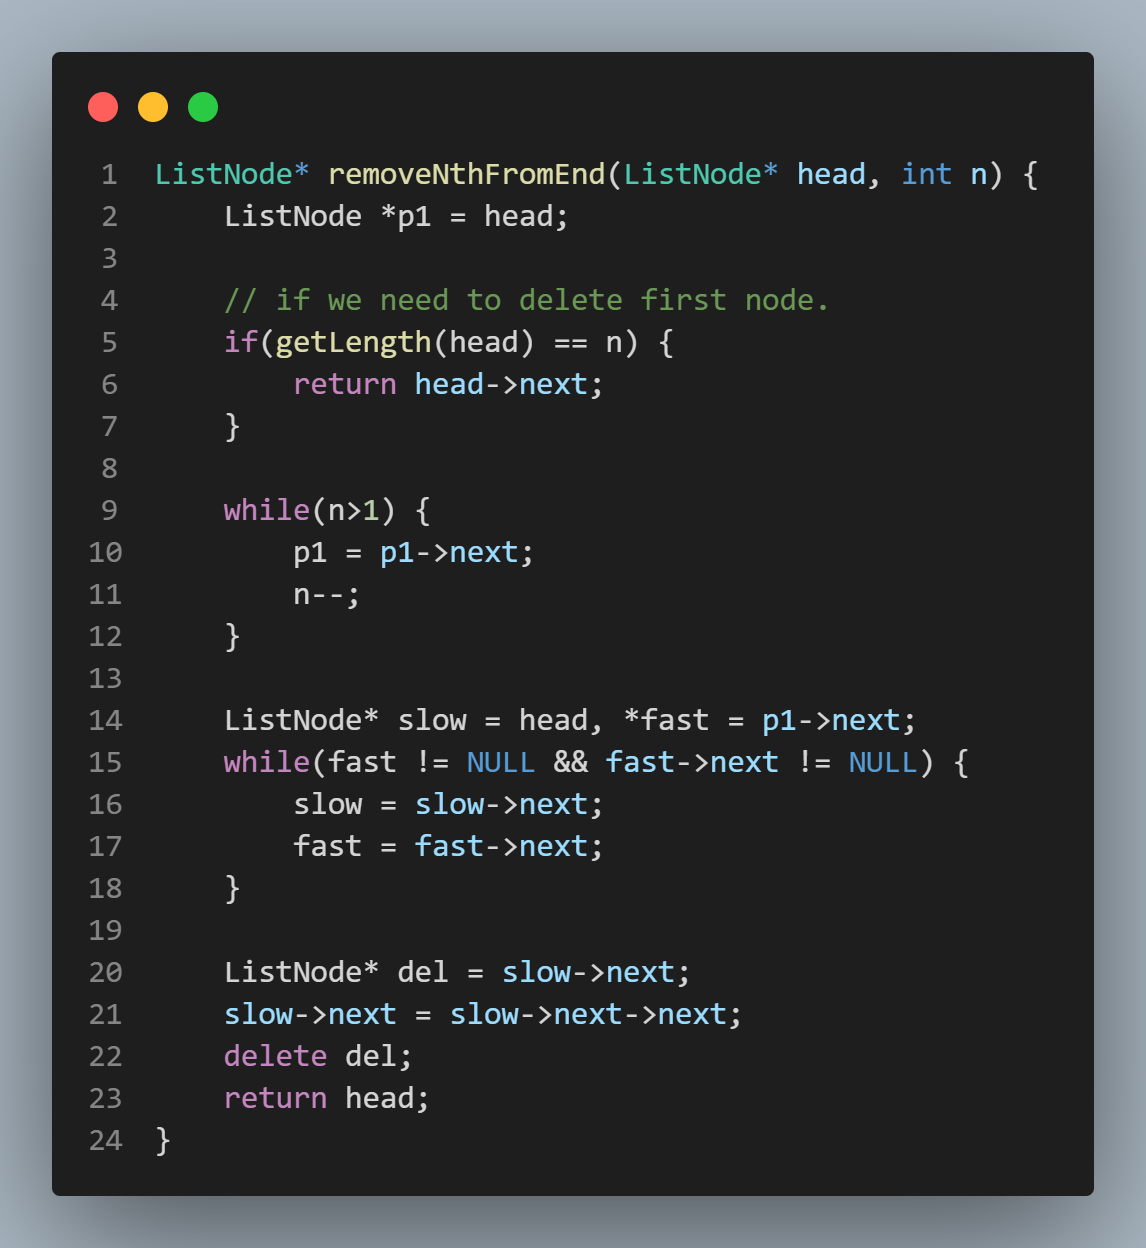 1 ListNode* removeNthFromEnd(ListNode* head, int n) {
2     ListNode *p1 = head;
3
4     // if we need to delete first node.
5     if(getLength(head) == n) {
6         return head->next;
7     }
8
9     while(n>1) {
10         p1 = p1->next;
11         n--;
12     }
13
14     ListNode* slow = head, *fast = p1->next;
15     while(fast != NULL && fast->next != NULL) {
16         slow = slow->next;
17         fast = fast->next;
18     }
19
20     ListNode* del = slow->next;
21     slow->next = slow->next->next;
22     delete del;
23     return head;
24 }